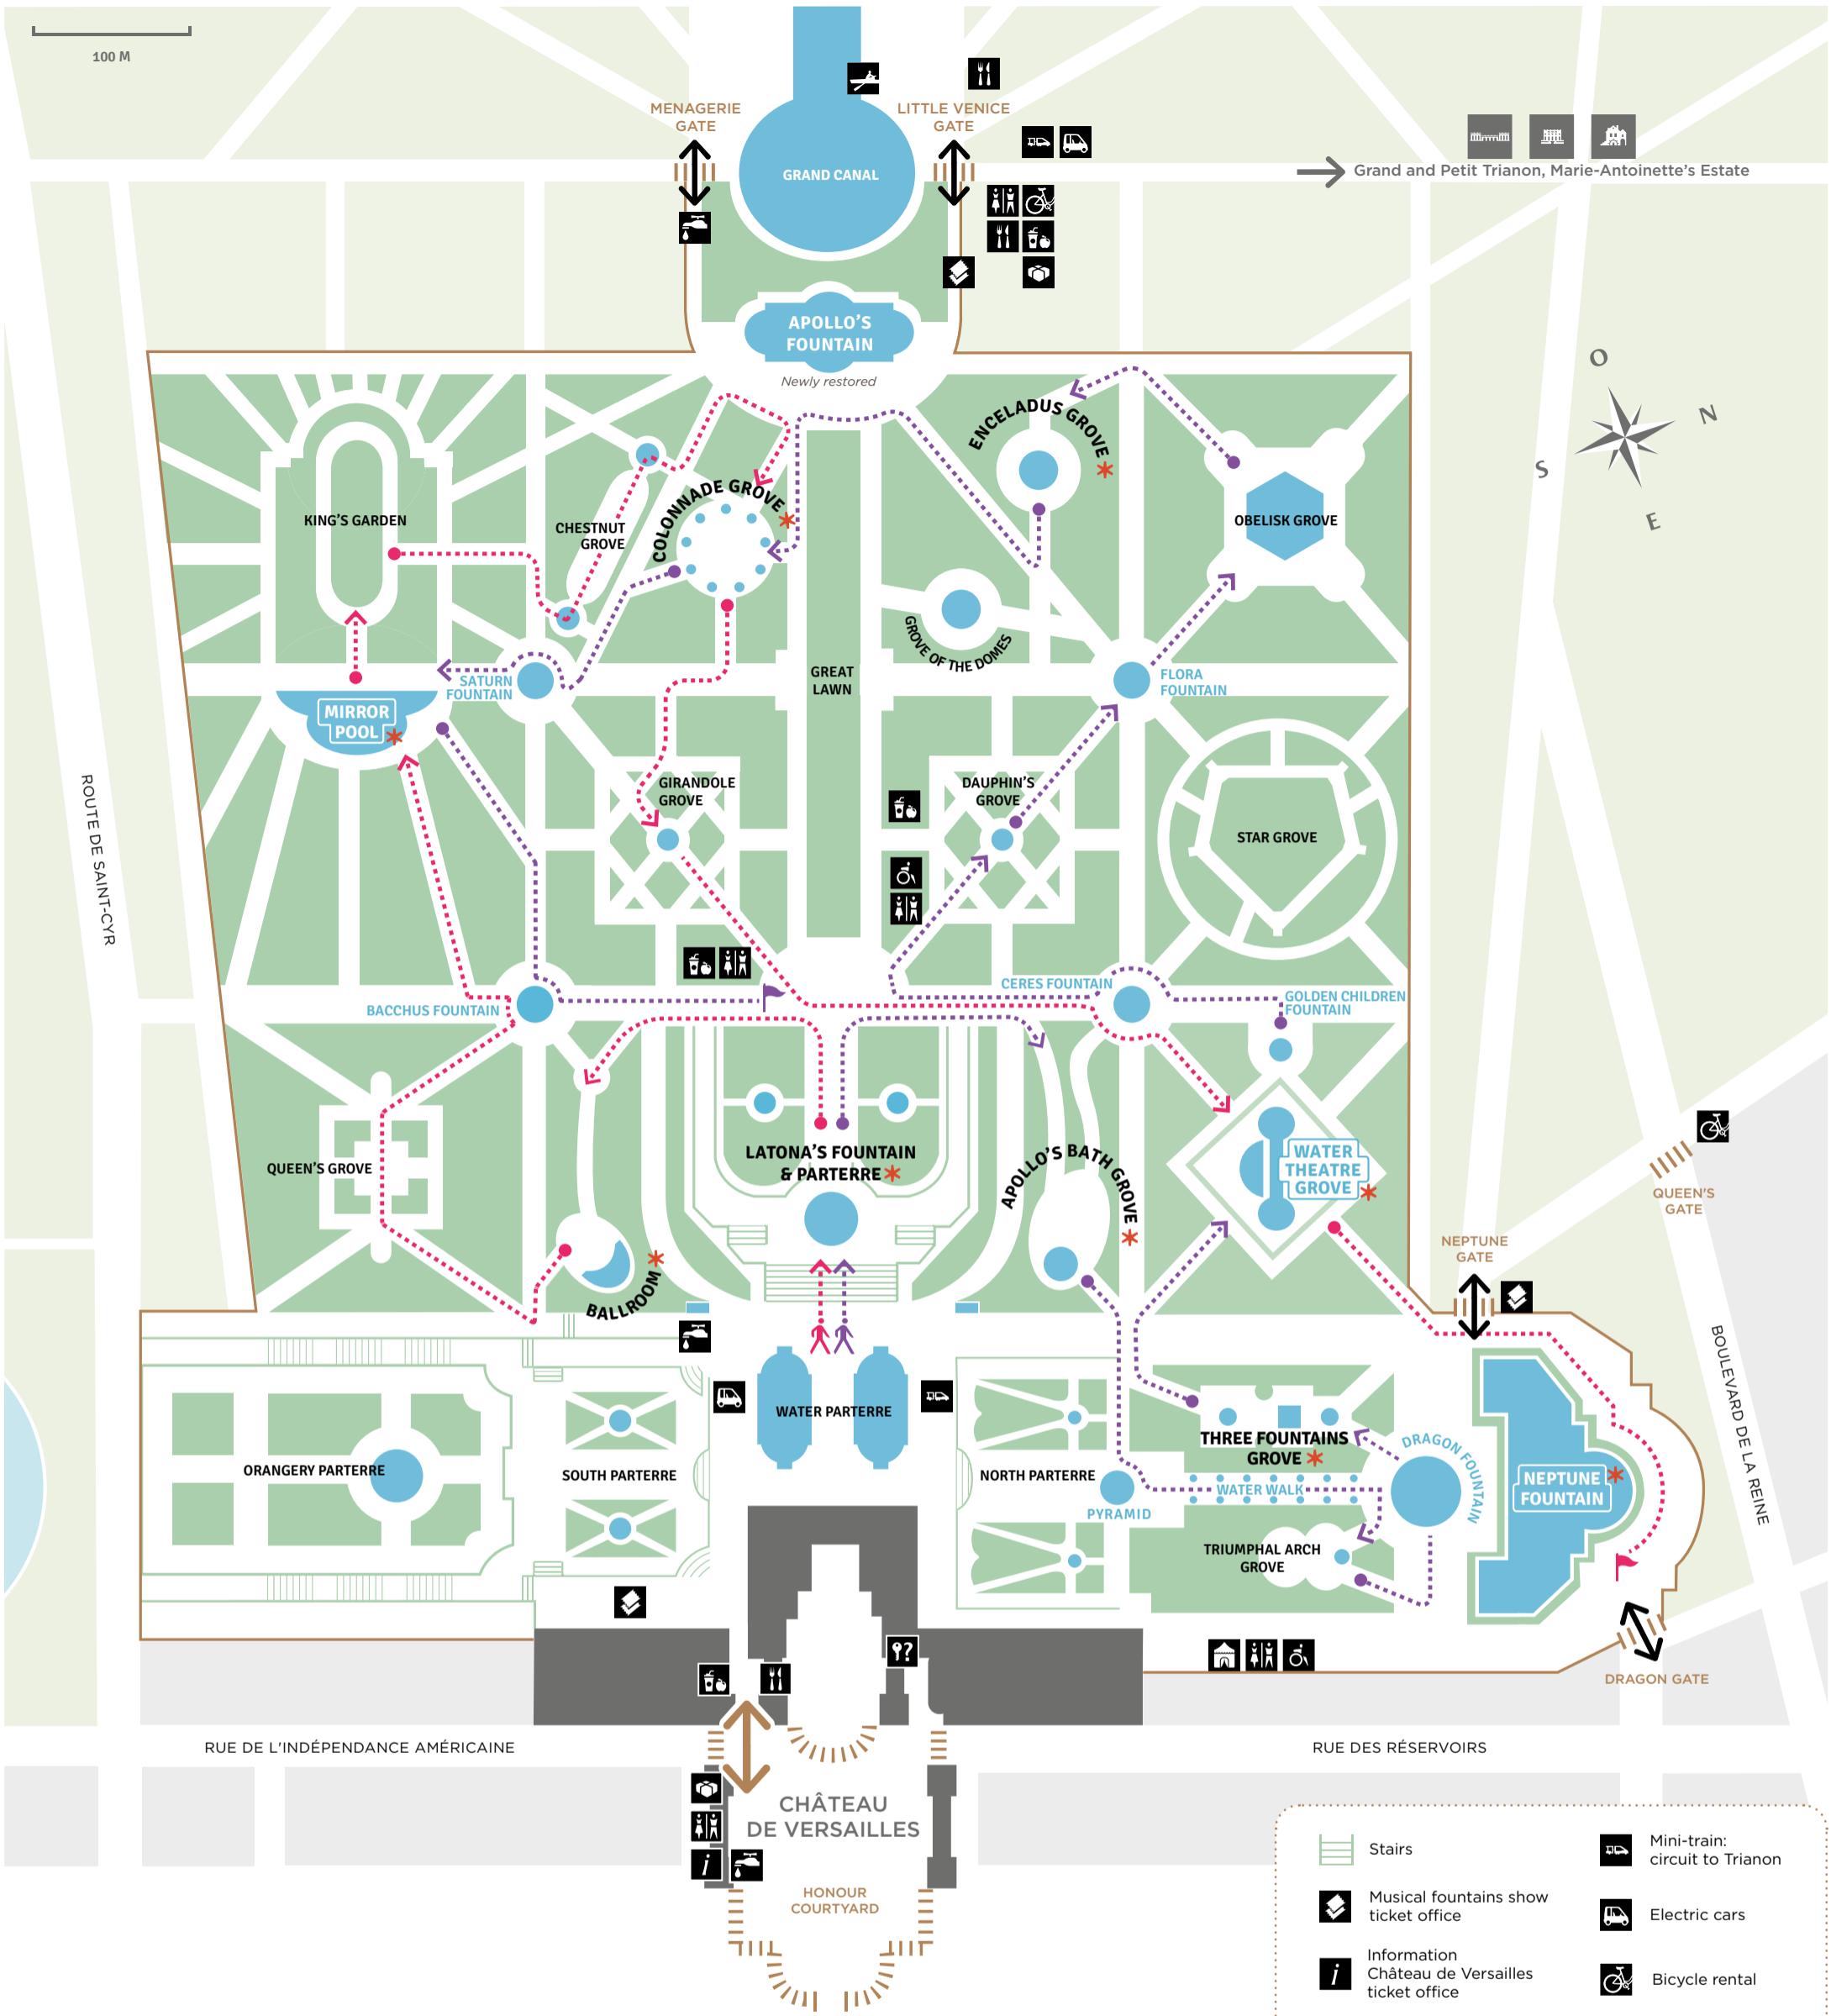 100 M
MENAGERIE
GATE
LITTLE VENICE
GATE
GRAND CANAL
Grand and Petit Trianon, Marie-Antoinette's Estate
APOLLO'S
FOUNTAIN
Newly restored
O
N
S
E
ENCELADUS GROVE
KING'S GARDEN
CHESTNUT
GROVE
COLONNADE GROVE
OBELISK GROVE
GROVE OF THE DOMES
GREAT
LAWN
SATURN
FOUNTAIN
FLORA
FOUNTAIN
MIRROR
POOL
GIRANDOLE
GROVE
DAUPHIN'S
GROVE
STAR GROVE
ROUTE DE SAINT-CYR
BACCHUS FOUNTAIN
CERES FOUNTAIN
GOLDEN CHILDREN
FOUNTAIN
QUEEN'S GROVE
LATONA'S FOUNTAIN
& PARTERRE
APOLLO'S BATH GROVE
WATER
THEATRE
GROVE
QUEEN'S
GATE
NEPTUNE
GATE
BALLROOM
BOULEVARD DE LA REINE
WATER PARTERRE
ORANGERY PARTERRE
SOUTH PARTERRE
NORTH PARTERRE
THREE FOUNTAINS
GROVE
DRAGON FOUNTAIN
WATER WALK
PYRAMID
NEPTUNE
FOUNTAIN
TRIUMPHAL ARCH
GROVE
?
DRAGON GATE
RUE DE L'INDÉPENDANCE AMÉRICAINE
RUE DES RÉSERVOIRS
CHÂTEAU
DE VERSAILLES
i
HONOUR
COURTYARD
Stairs
Musical fountains show
ticket office
i
Information
Château de Versailles
ticket office
Mini-train:
circuit to Trianon
Electric cars
Bicycle rental